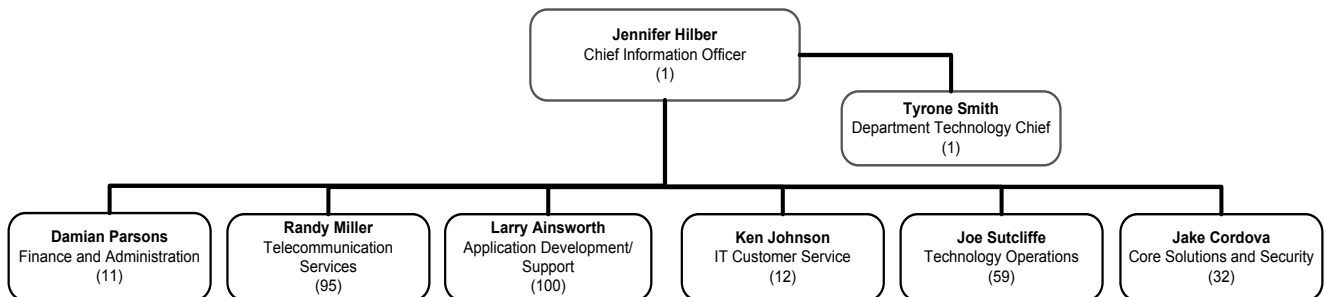 Jennifer Hilber
Chief Information Officer
(1)
Tyrone Smith
Department Technology Chief
(1)
Damian Parsons
Finance and Administration
(11)
Randy Miller
Telecommunication
Services
(95)
Larry Ainsworth
Application Development/
Support
(100)
Ken Johnson
IT Customer Service
(12)
Joe Sutcliffe
Technology Operations
(59)
Jake Cordova
Core Solutions and Security
(32)